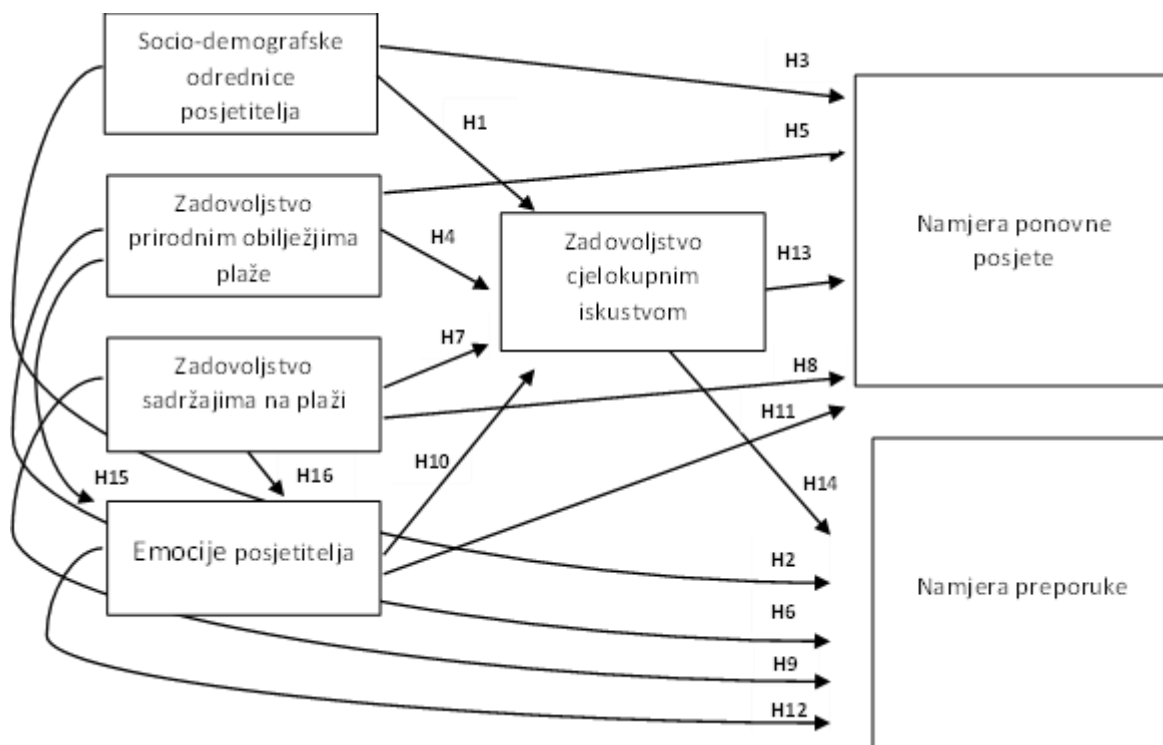 Socio-demografske
odrednice
posjetitelja
H3
H1
H5
Zadovoljstvo
prirodnim obilježjima
plaže
H4
Zadovoljstvo
cjelokupnim
iskustvom
H13
Namjera ponovne
posjete
H7
Zadovoljstvo
sadržajima na plaži
H8
H11
H15
H16
H10
H14
Emocije posjetitelja
H2
Namjera preporuke
H6
H9
H12